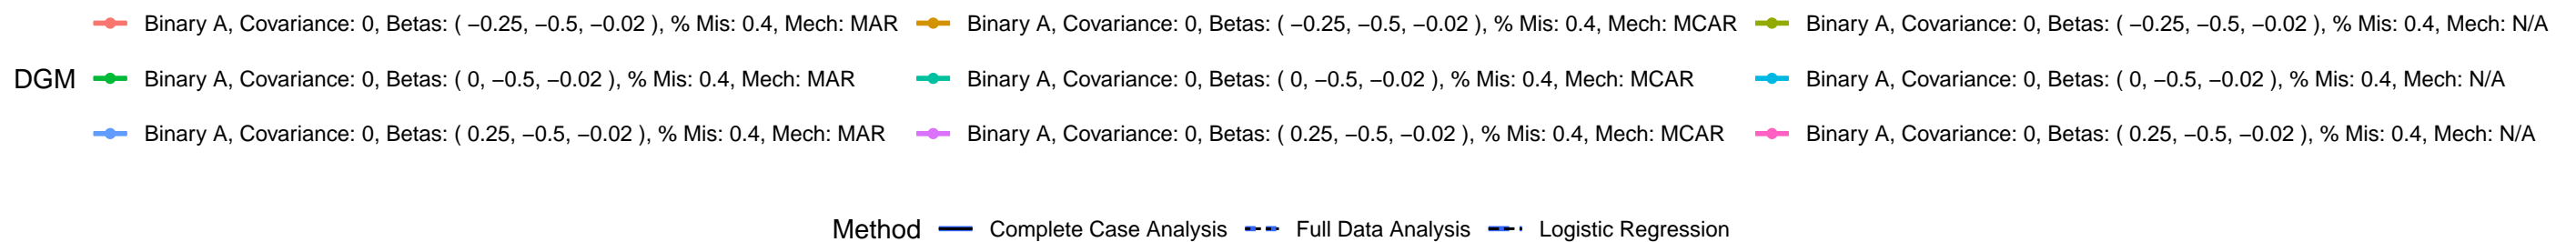 Binary A, Covariance: 0, Betas: ( −0.25, −0.5, −0.02 ), % Mis: 0.4, Mech: MAR Binary A, Covariance: 0, Betas: ( −0.25, −0.5, −0.02 ), % Mis: 0.4, Mech: MCAR Binary A, Covariance: 0, Betas: ( −0.25, −0.5, −0.02 ), % Mis: 0.4, Mech: N/A
DGM Binary A, Covariance: 0, Betas: ( 0, −0.5, −0.02 ), % Mis: 0.4, Mech: MAR Binary A, Covariance: 0, Betas: ( 0, −0.5, −0.02 ), % Mis: 0.4, Mech: MCAR Binary A, Covariance: 0, Betas: ( 0, −0.5, −0.02 ), % Mis: 0.4, Mech: N/A
Binary A, Covariance: 0, Betas: ( 0.25, −0.5, −0.02 ), % Mis: 0.4, Mech: MAR Binary A, Covariance: 0, Betas: ( 0.25, −0.5, −0.02 ), % Mis: 0.4, Mech: MCAR Binary A, Covariance: 0, Betas: ( 0.25, −0.5, −0.02 ), % Mis: 0.4, Mech: N/A
Method Complete Case Analysis Full Data Analysis Logistic Regression